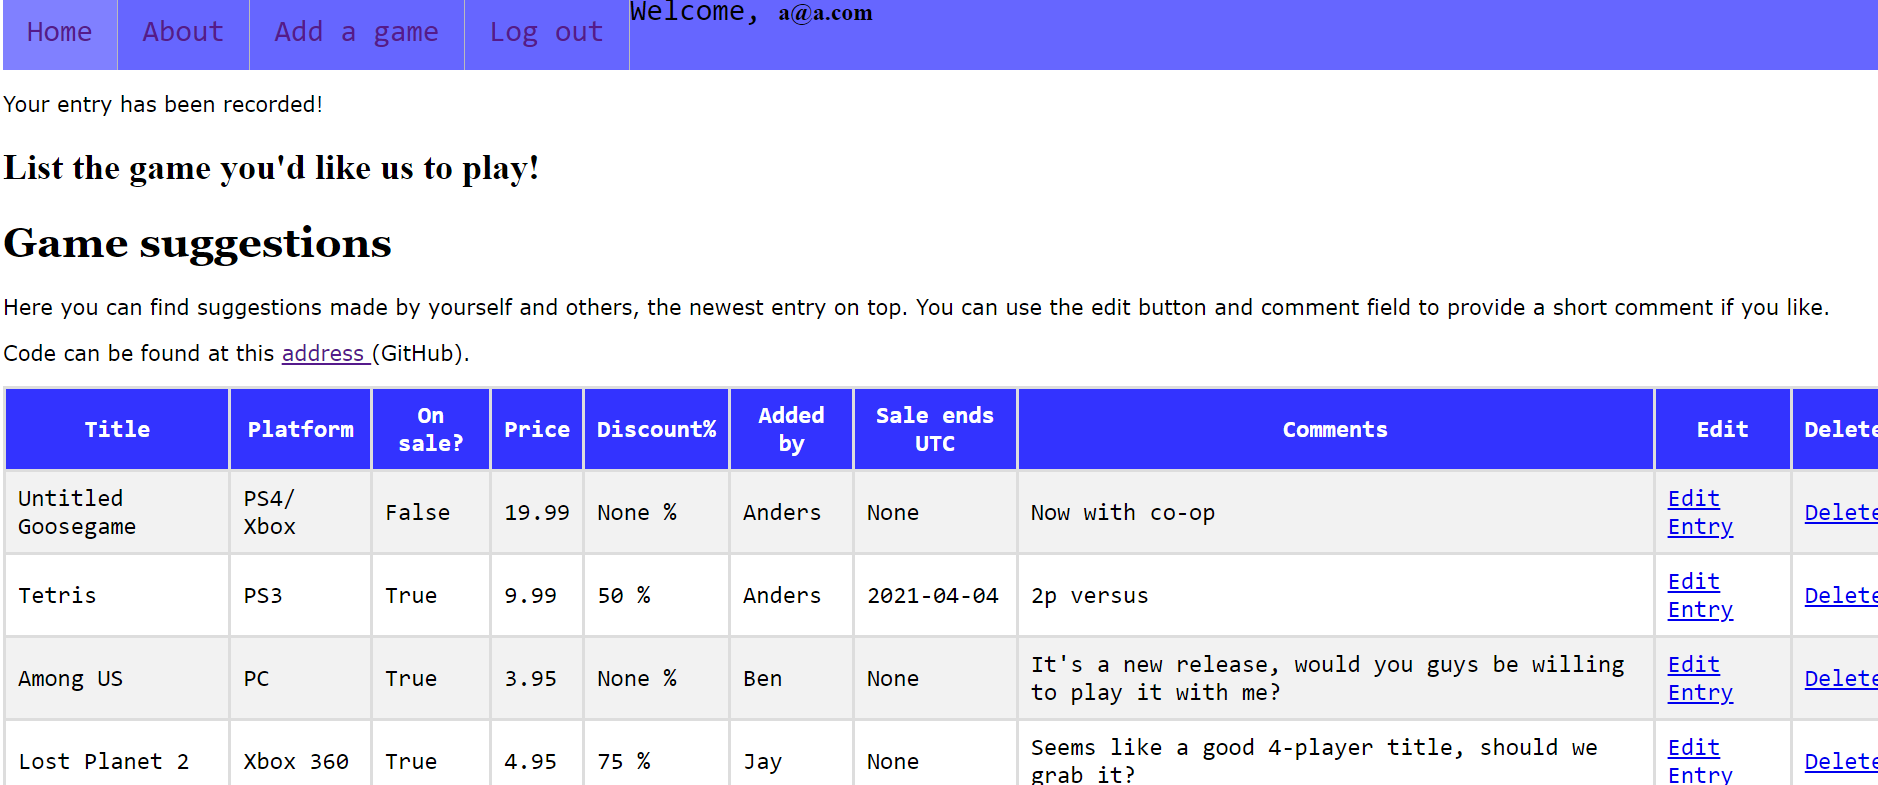 Home About Add a game Log out Welcome, a@a.com
Your entry has been recorded!
List the game you'd like us to play!
Game suggestions
Here you can find suggestions made by yourself and others, the newest entry on top. You can use the edit button and comment field to provide a short comment if you like.
Code can be found at this address (GitHub).
Title Platform On sale? Price Discount% Added by Sale ends UTC Comments Edit Delete
Untitled Goosegame PS4/ Xbox False 19.99 None % Anders None Now with co-op Edit Entry Delete
Tetris PS3 True 9.99 50 % Anders 2021-04-04 2p versus Edit Entry Delete
Among US PC True 3.95 None % Ben None It's a new release, would you guys be willing to play it with me? Edit Entry Delete
Lost Planet 2 Xbox 360 True 4.95 75 % Jay None Seems like a good 4-player title, should we grab it? Edit Entry Delete